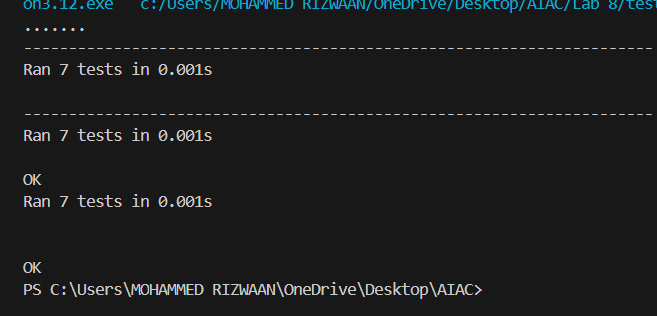 on3.12.exe c:/Users/MOHAMMED RIZWAAN/OneDrive/Desktop/AIAC/Lab 8/test
.......
----------------------------------------------------------------------
Ran 7 tests in 0.001s
----------------------------------------------------------------------
Ran 7 tests in 0.001s
OK
Ran 7 tests in 0.001s
OK
PS C:\Users\MOHAMMED RIZWAAN\OneDrive\Desktop\AIAC>